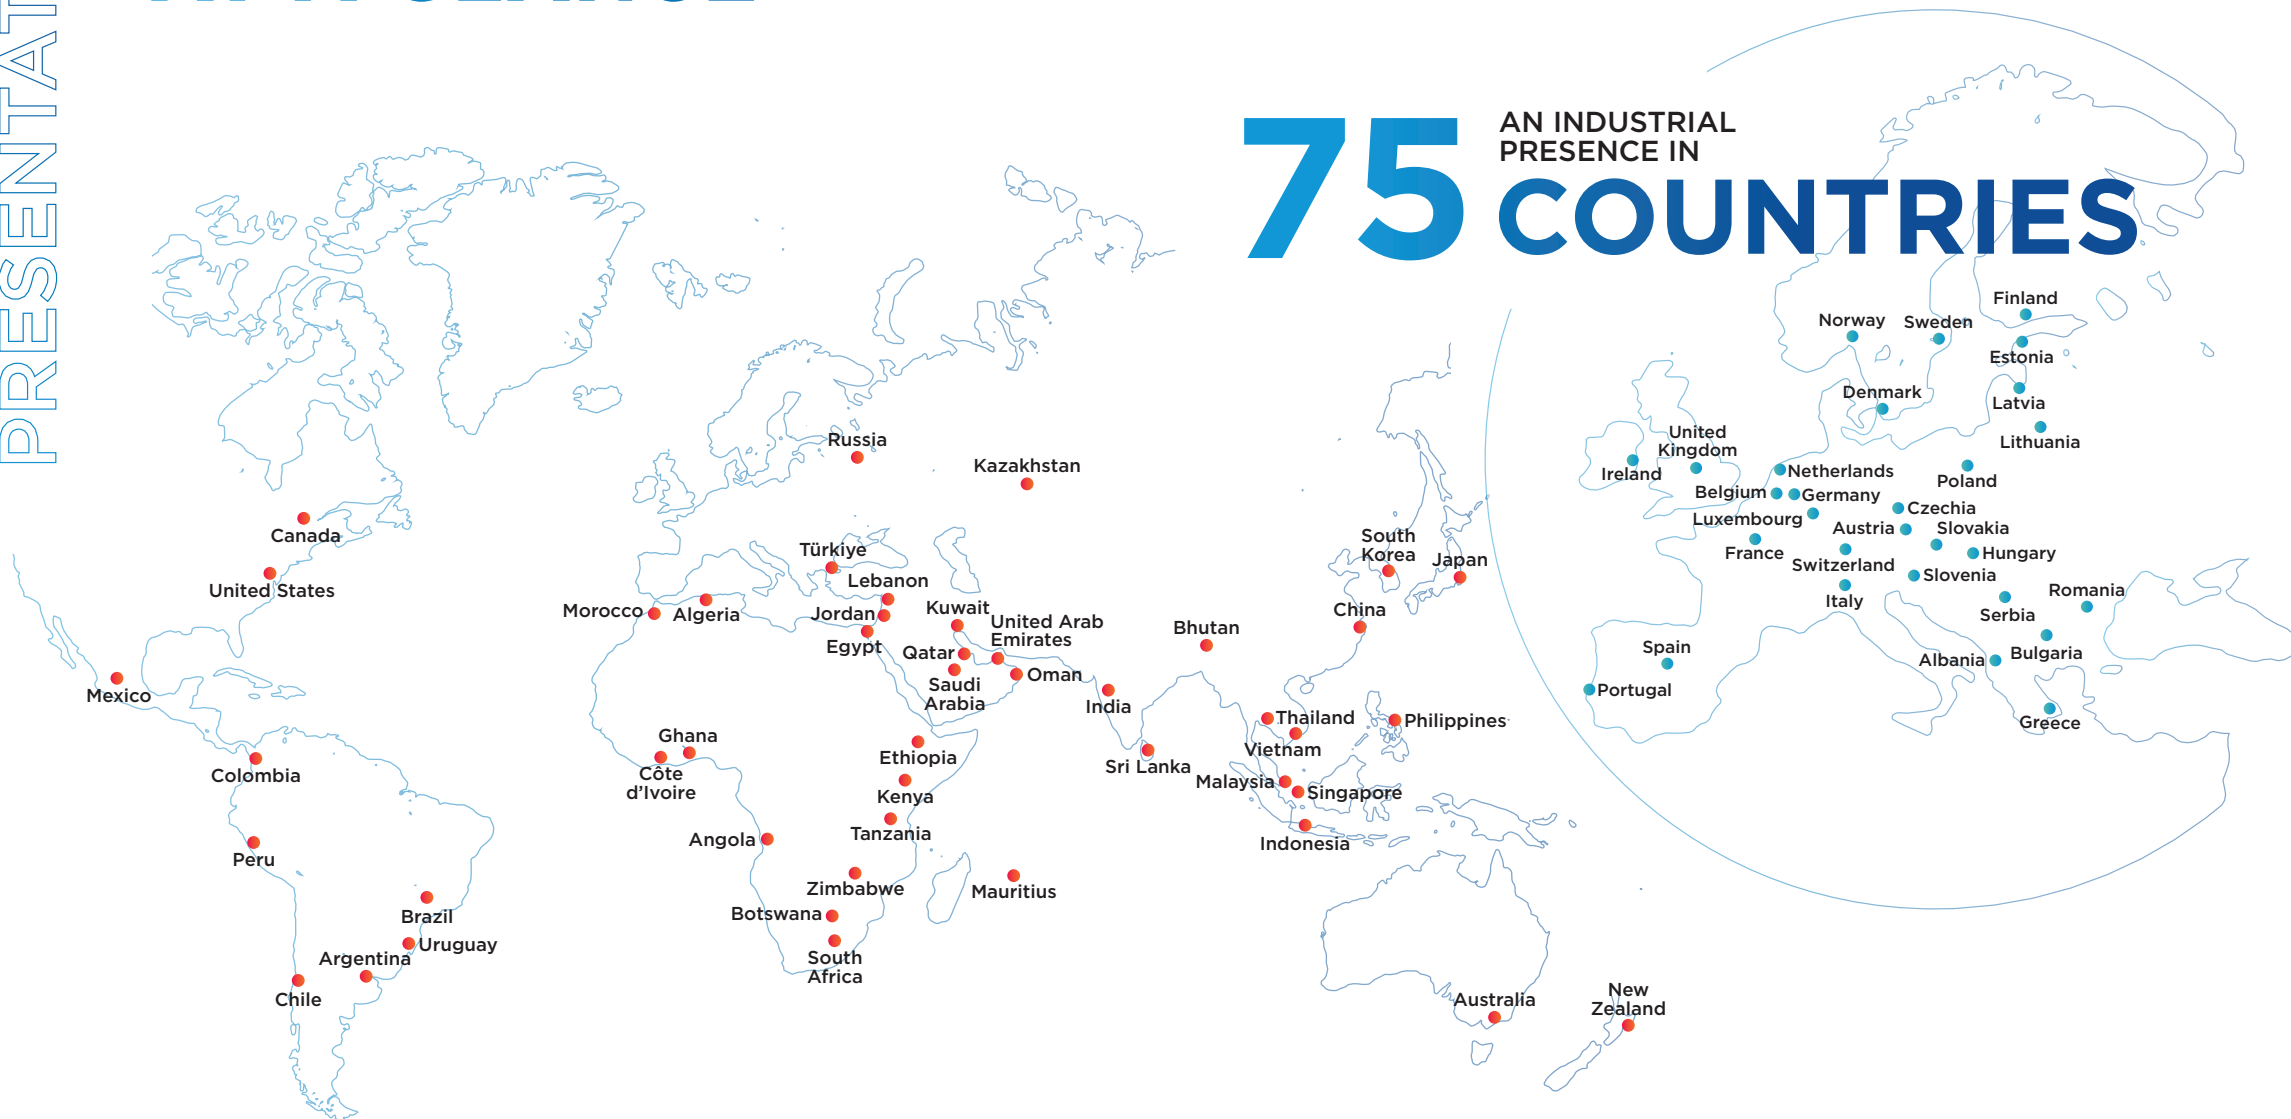 75
AN INDUSTRIAL
PRESENCE IN
COUNTRIES
Canada
United States
Mexico
Colombia
Peru
Brazil
Uruguay
Argentina
Chile
Russia
Kazakhstan
Türkiye
Lebanon
Morocco
Algeria
Jordan
Egypt
Kuwait
United Arab
Emirates
Qatar
Saudi
Arabia
Oman
Ghana
Côte
d'Ivoire
Ethiopia
Kenya
Tanzania
Angola
Zimbabwe
Botswana
South
Africa
Mauritius
India
Bhutan
Sri Lanka
South
Korea
Japan
China
Thailand
Vietnam
Philippines
Malaysia
Singapore
Indonesia
Australia
New
Zealand
Finland
Norway
Sweden
Estonia
Denmark
Latvia
Lithuania
United
Kingdom
Ireland
Netherlands
Poland
Belgium
Germany
Czechia
Luxembourg
Austria
Slovakia
France
Hungary
Switzerland
Slovenia
Italy
Romania
Serbia
Spain
Albania
Bulgaria
Portugal
Greece